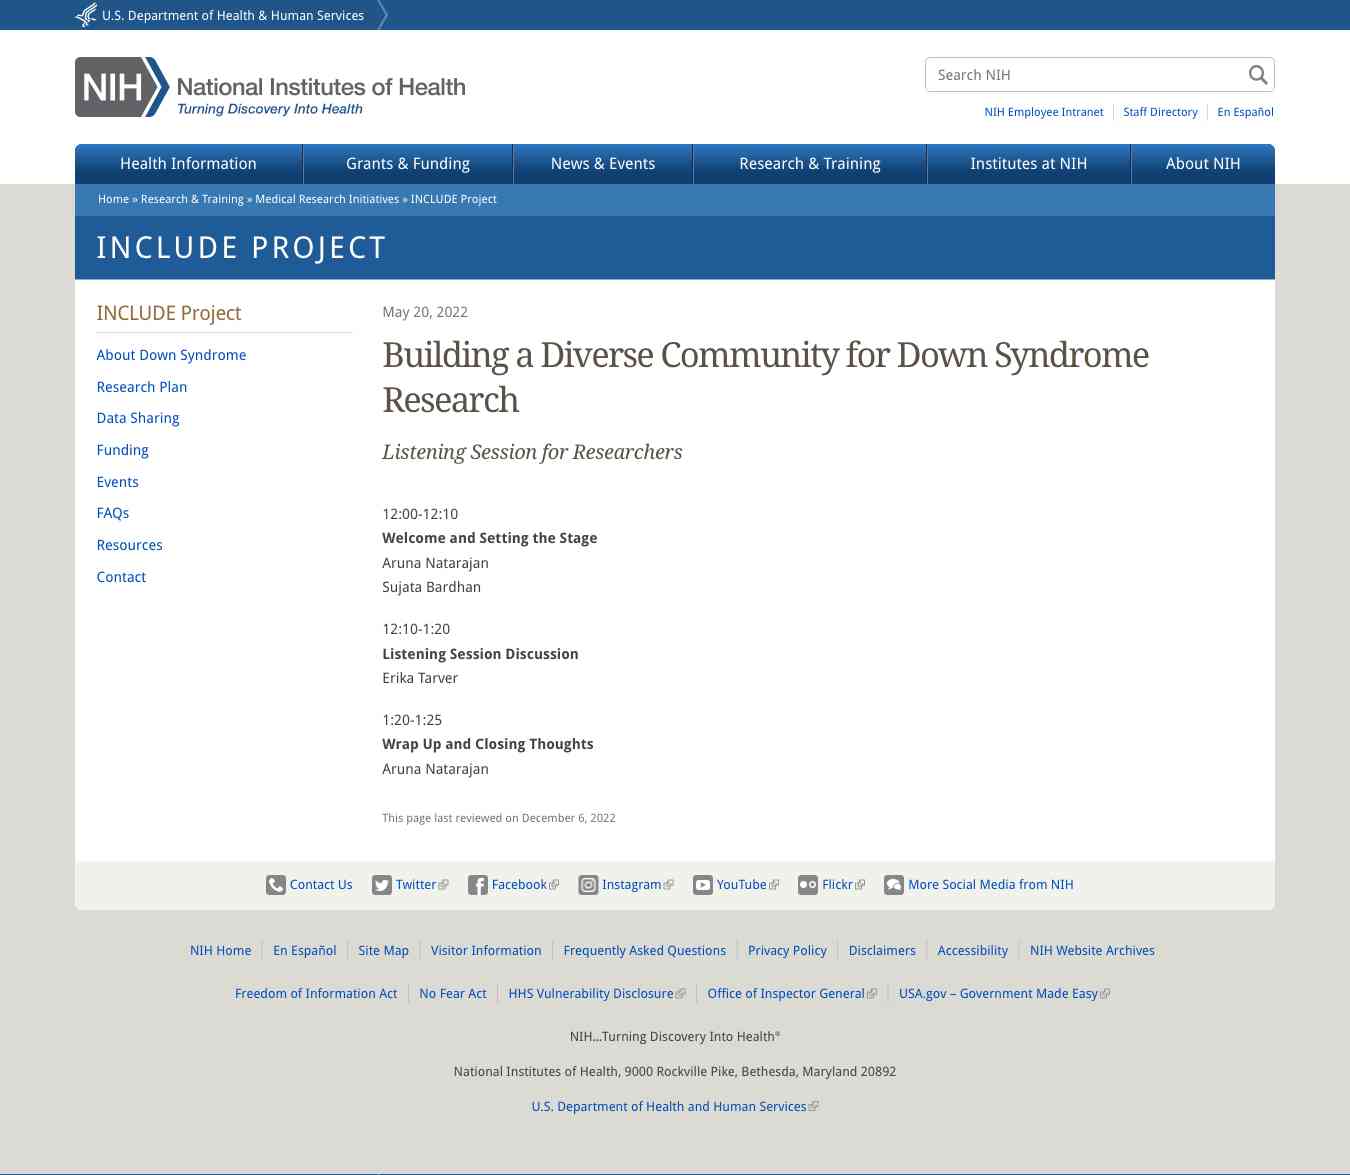 U.S. Department of Health & Human Services
NIH
National Institutes of Health
Turning Discovery Into Health
Search NIH
NIH Employee Intranet
Staff Directory
En Español
Health Information
Grants & Funding
News & Events
Research & Training
Institutes at NIH
About NIH
Home » Research & Training » Medical Research Initiatives » INCLUDE Project
INCLUDE PROJECT
INCLUDE Project
About Down Syndrome
Research Plan
Data Sharing
Funding
Events
FAQs
Resources
Contact
May 20, 2022
Building a Diverse Community for Down Syndrome
Research
Listening Session for Researchers
12:00-12:10
Welcome and Setting the Stage
Aruna Natarajan
Sujata Bardhan
12:10-1:20
Listening Session Discussion
Erika Tarver
1:20-1:25
Wrap Up and Closing Thoughts
Aruna Natarajan
This page last reviewed on December 6, 2022
Contact Us
Twitter
Facebook
Instagram
YouTube
Flickr
More Social Media from NIH
NIH Home
En Español
Site Map
Visitor Information
Frequently Asked Questions
Privacy Policy
Disclaimers
Accessibility
NIH Website Archives
Freedom of Information Act
No Fear Act
HHS Vulnerability Disclosure
Office of Inspector General
USA.gov – Government Made Easy
NIH...Turning Discovery Into Health®
National Institutes of Health, 9000 Rockville Pike, Bethesda, Maryland 20892
U.S. Department of Health and Human Services